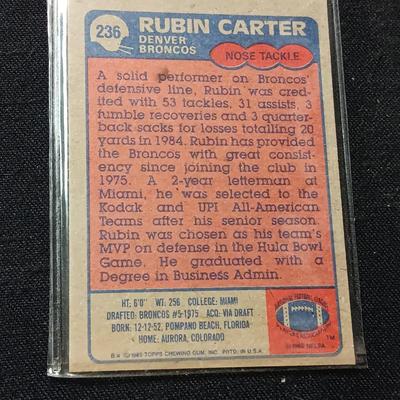 236
RUBIN CARTER
DENVER
BRONCOS
NOSE TACKLE
A solid performer on Broncos'
defensive line, Rubin was cre-
dited with 53 tackles, 31 assists, 3
fumble recoveries and 3 quarter-
back sacks for losses totalling 20
yards in 1984. Rubin has provided
the Broncos with great consist-
ency since joining the club in
1975. A 2-year letterman at
Miami, he was selected to the
Kodak and UPI All-American
Teams after his senior season.
Rubin was chosen as his team's
MVP on defense in the Hula Bowl
Game. He graduated with a
Degree in Business Admin.
HT: 6'0" WT: 256 COLLEGE: MIAMI
DRAFTED: BRONCOS #5-1975 ACQ: VIA DRAFT
BORN: 12-12-52, POMPANO BEACH, FLORIDA
HOME: AURORA, COLORADO
© 1985 TOPPS CHEWING GUM, INC. PRTD. IN U.S.A.
© 1985 NFLPA
TM